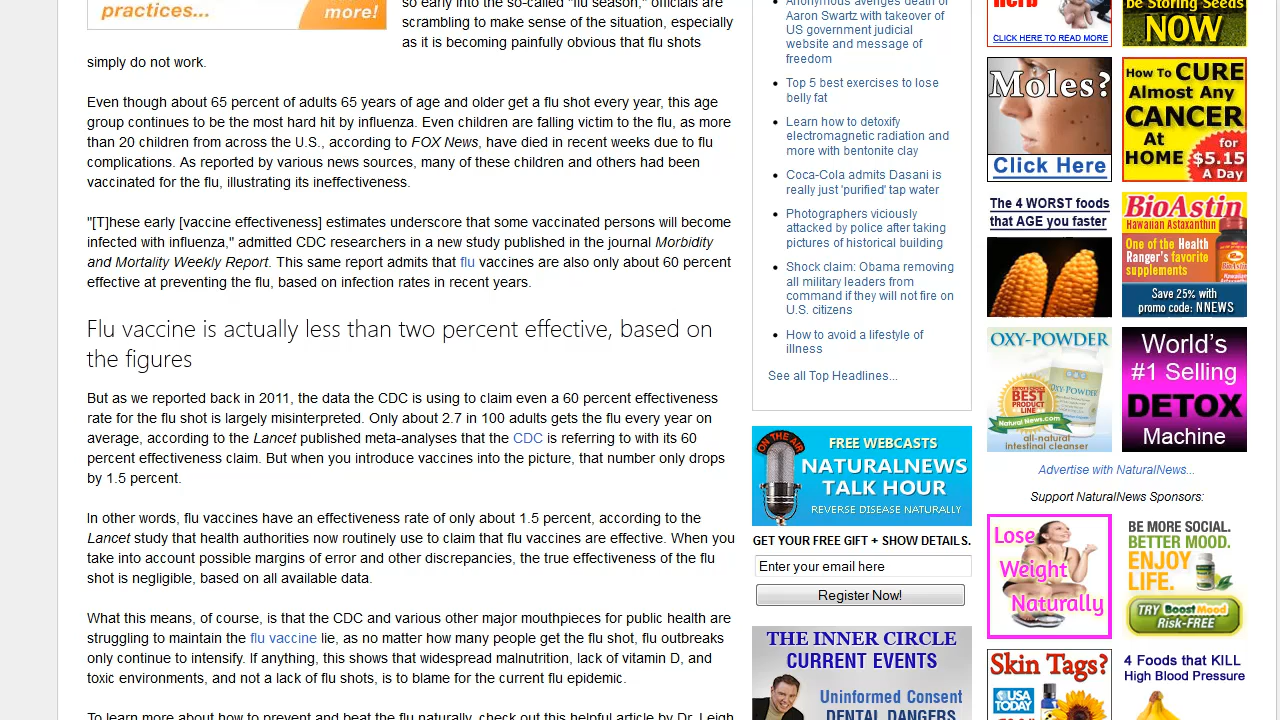 practices...
more!
so early into the so-called "flu season," officials are
scrambling to make sense of the situation, especially
as it is becoming painfully obvious that flu shots
simply do not work.
Even though about 65 percent of adults 65 years of age and older get a flu shot every year, this age
group continues to be the most hard hit by influenza. Even children are falling victim to the flu, as more
than 20 children from across the U.S., according to FOX News, have died in recent weeks due to flu
complications. As reported by various news sources, many of these children and others had been
vaccinated for the flu, illustrating its ineffectiveness.
"[T]hese early [vaccine effectiveness] estimates underscore that some vaccinated persons will become
infected with influenza," admitted CDC researchers in a new study published in the journal Morbidity
and Mortality Weekly Report. This same report admits that flu vaccines are also only about 60 percent
effective at preventing the flu, based on infection rates in recent years.
Flu vaccine is actually less than two percent effective, based on
the figures
But as we reported back in 2011, the data the CDC is using to claim even a 60 percent effectiveness
rate for the flu shot is largely misinterpreted. Only about 2.7 in 100 adults gets the flu every year on
average, according to the Lancet published meta-analyses that the CDC is referring to with its 60
percent effectiveness claim. But when you introduce vaccines into the picture, that number only drops
by 1.5 percent.
In other words, flu vaccines have an effectiveness rate of only about 1.5 percent, according to the
Lancet study that health authorities now routinely use to claim that flu vaccines are effective. When you
take into account possible margins of error and other discrepancies, the true effectiveness of the flu
shot is negligible, based on all available data.
What this means, of course, is that the CDC and various other major mouthpieces for public health are
struggling to maintain the flu vaccine lie, as no matter how many people get the flu shot, flu outbreaks
only continue to intensify. If anything, this shows that widespread malnutrition, lack of vitamin D, and
toxic environments, and not a lack of flu shots, is to blame for the current flu epidemic.
To learn more about how to prevent and beat the flu naturally, check out this helpful article by Dr. Leigh
Anonymous avenges death of
Aaron Swartz with takeover of
US government judicial
website and message of
freedom
Top 5 best exercises to lose
belly fat
Learn how to detoxify
electromagnetic radiation and
more with bentonite clay
Coca-Cola admits Dasani is
really just 'purified' tap water
Photographers viciously
attacked by police after taking
pictures of historical building
Shock claim: Obama removing
all military leaders from
command if they will not fire on
U.S. citizens
How to avoid a lifestyle of
illness
See all Top Headlines...
ON THE AIR
FREE WEBCASTS
NATURALNEWS
TALK HOUR
REVERSE DISEASE NATURALLY
GET YOUR FREE GIFT + SHOW DETAILS.
Enter your email here
Register Now!
THE INNER CIRCLE
CURRENT EVENTS
Uninformed Consent
DENTAL DANGERS
herb
CLICK HERE TO READ MORE
be Storing Seeds
NOW
Moles?
Click Here
How To CURE
Almost Any
CANCER
At
HOME
for
$5.15
A Day
The 4 WORST foods
that AGE you faster
BioAstin
Hawaiian Astaxanthin
One of the Health
Ranger's favorite
supplements
Save 25% with
promo code: NNEWS
OXY-POWDER
BEST
PRODUCT
LINE
Natural News.com
all-natural
intestinal cleanser
World's
#1 Selling
DETOX
Machine
Advertise with NaturalNews...
Support NaturalNews Sponsors:
Lose
Weight
Naturally
BE MORE SOCIAL.
BETTER MOOD.
ENJOY
LIFE.
TRY BoostMood
Risk-FREE
Skin Tags?
USA
TODAY
4 Foods that KILL
High Blood Pressure